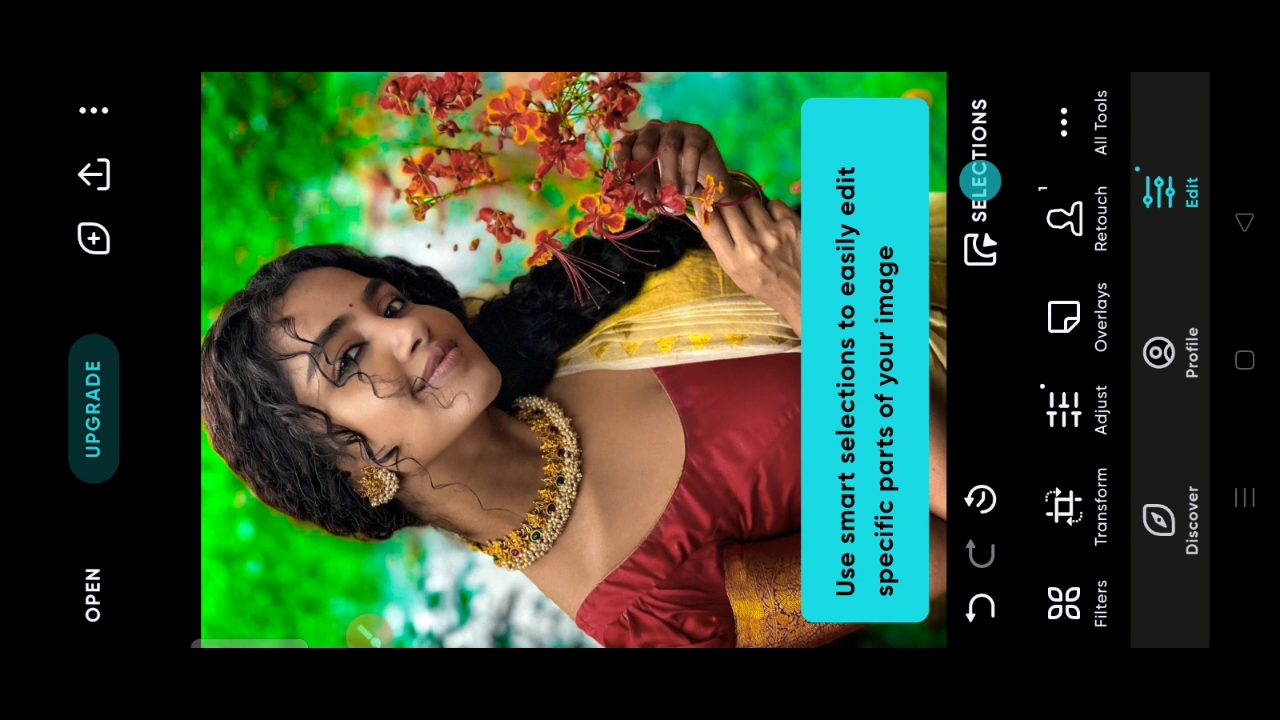 OPEN
UPGRADE
Use smart selections to easily edit
specific parts of your image
SELECTIONS
1
Filters
Transform
Adjust
Overlays
Retouch
All Tools
Discover
Profile
Edit